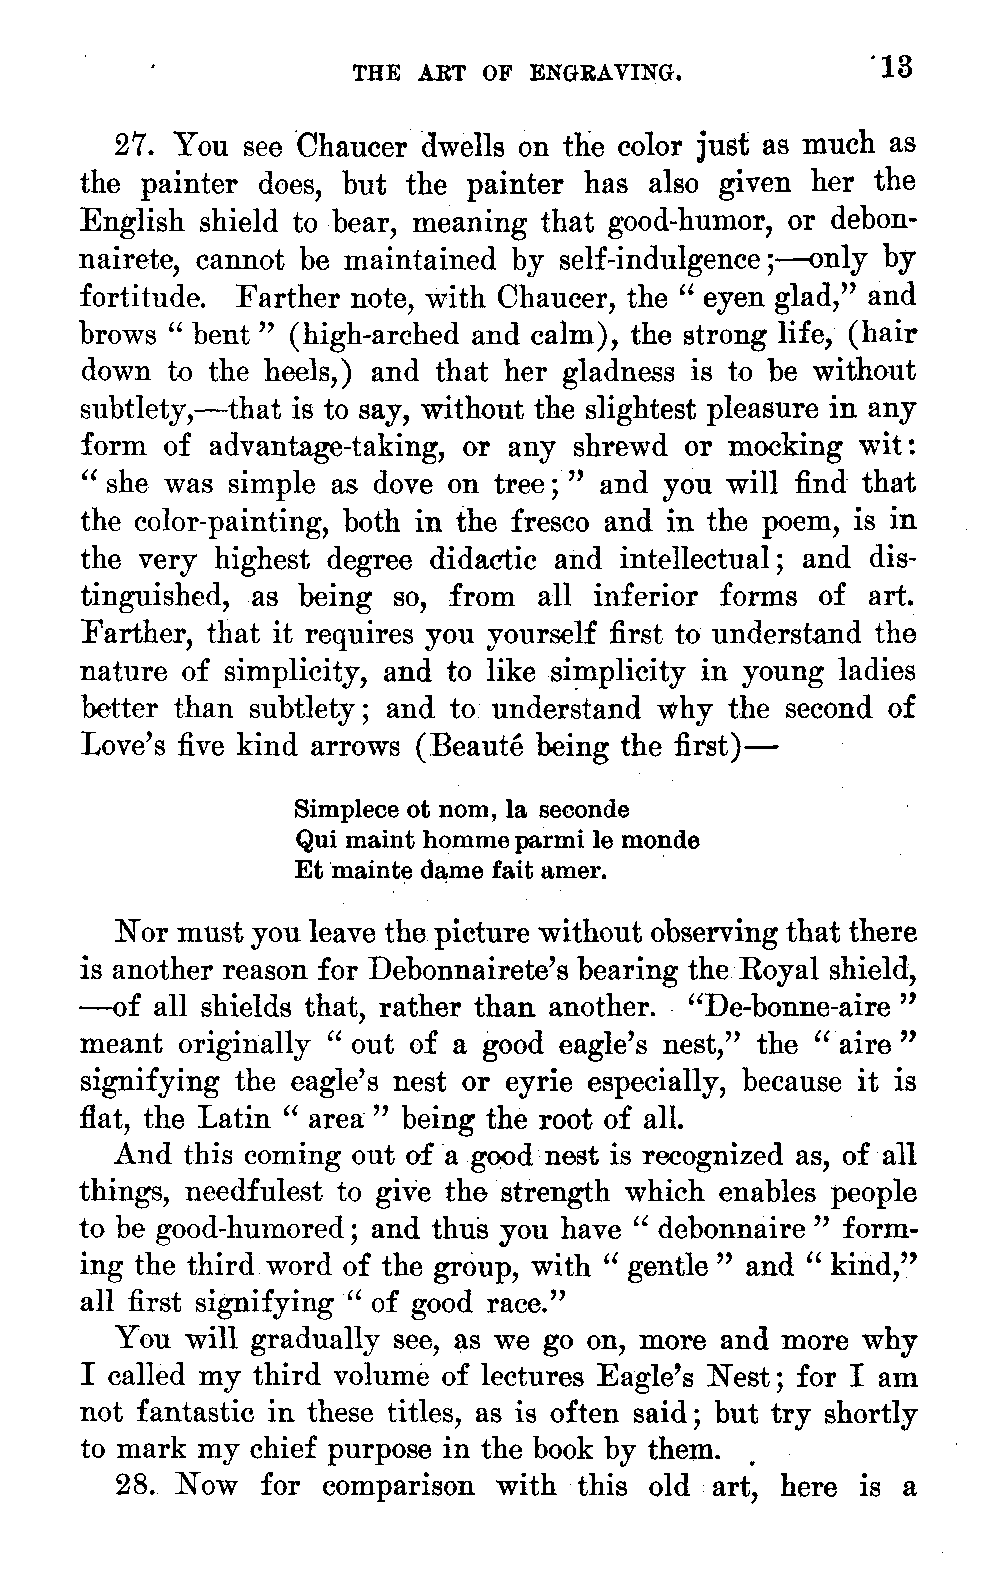 THE ART OF ENGRAVING. 13
27. You see Chaucer dwells on the color just as much as
the painter does, but the painter has also given her the
English shield to bear, meaning that good-humor, or debon-
nairete, cannot be maintained by self-indulgence;—only by
fortitude. Farther note, with Chaucer, the “ eyen glad,” and
brows “ bent ” (high-arched and calm), the strong life, (hair
down to the heels,) and that her gladness is to be without
subtlety,—that is to say, without the slightest pleasure in any
form of advantage-taking, or any shrewd or mocking wit:
“ she was simple as dove on tree; ” and you will find that
the color-painting, both in the fresco and in the poem, is in
the very highest degree didactic and intellectual; and dis-
tinguished, as being so, from all inferior forms of art.
Farther, that it requires you yourself first to understand the
nature of simplicity, and to like simplicity in young ladies
better than subtlety; and to understand why the second of
Love’s five kind arrows (Beauté being the first)—
Simplece ot nom, la seconde
Qui maint homme parmi le monde
Et mainte dame fait amer.
Nor must you leave the picture without observing that there
is another reason for Debonnairete’s bearing the Royal shield,
—of all shields that, rather than another. “De-bonne-aire ”
meant originally “ out of a good eagle’s nest,” the “ aire ”
signifying the eagle’s nest or eyrie especially, because it is
flat, the Latin “ area ” being the root of all.
And this coming out of a good nest is recognized as, of all
things, needfulest to give the strength which enables people
to be good-humored; and thus you have “ debonnaire ” form-
ing the third word of the group, with “ gentle ” and “ kind,”
all first signifying “ of good race.”
You will gradually see, as we go on, more and more why
I called my third volume of lectures Eagle’s Nest; for I am
not fantastic in these titles, as is often said; but try shortly
to mark my chief purpose in the book by them.
28. Now for comparison with this old art, here is a